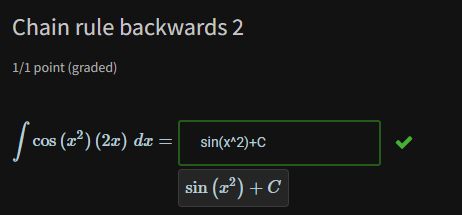 Chain rule backwards 2
1/1 point (graded)
∫ cos (x²) (2x) dx = sin(x^2)+C ✔
sin (x²) + C